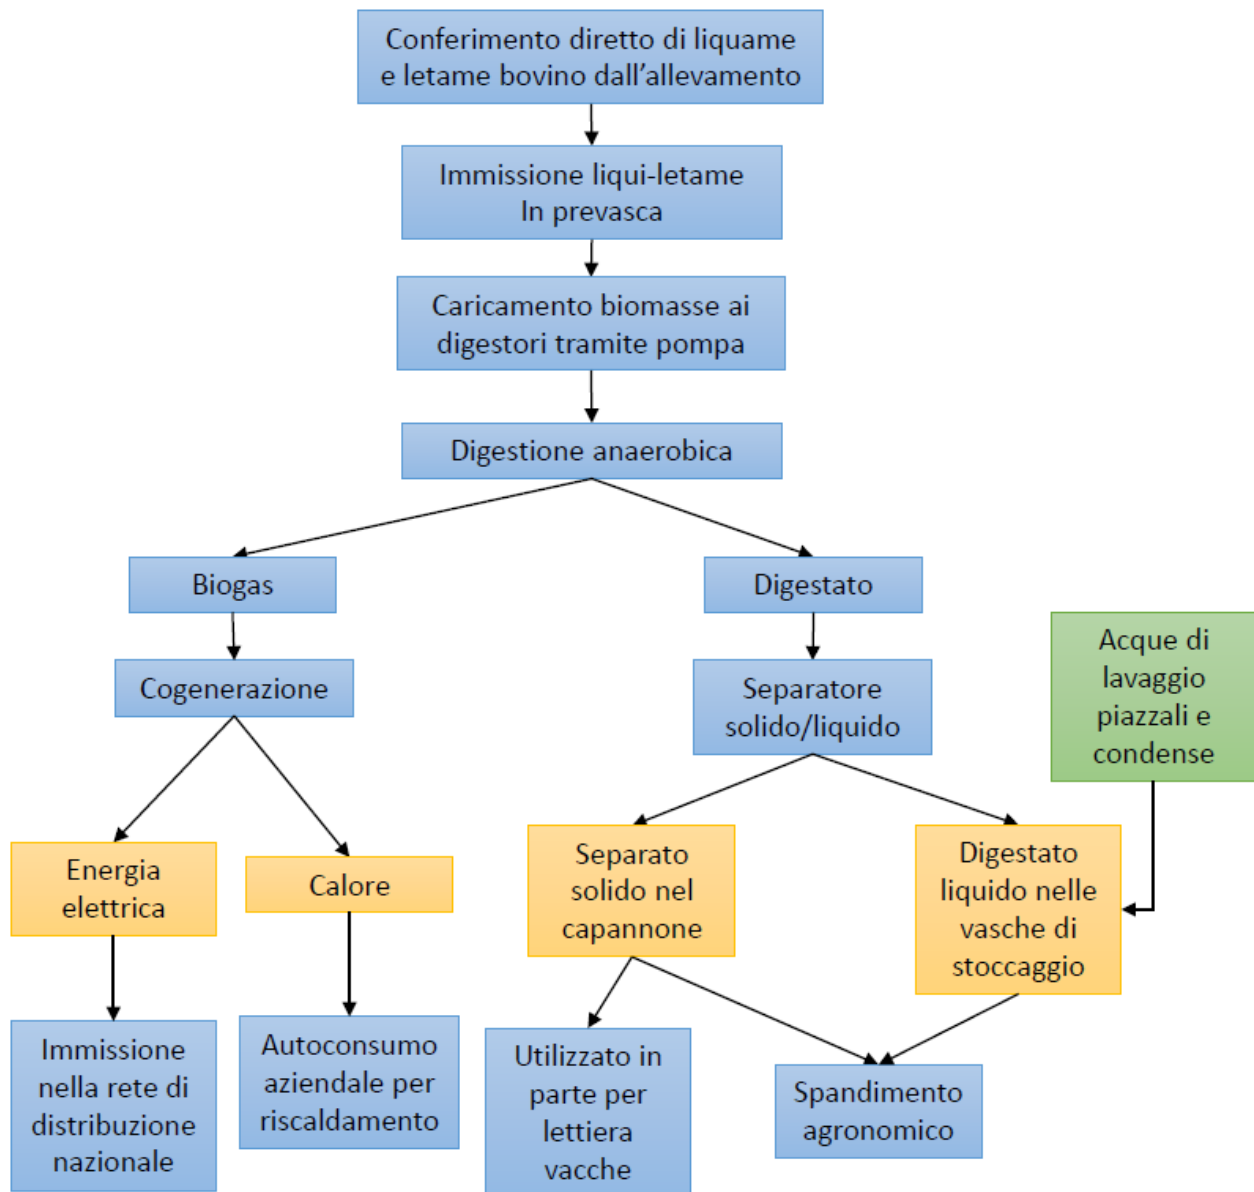 Conferimento diretto di liquame
e letame bovino dall'allevamento
Immissione liqui-letame
In prevasca
Caricamento biomasse ai
digestori tramite pompa
Digestione anaerobica
Biogas
Digestato
Cogenerazione
Separatore
solido/liquido
Acque di
lavaggio
piazzali e
condense
Energia
elettrica
Calore
Separato
solido nel
capannone
Digestato
liquido nelle
vasche di
stoccaggio
Immissione
nella rete di
distribuzione
nazionale
Autoconsumo
aziendale per
riscaldamento
Utilizzato in
parte per
lettiera
vacche
Spandimento
agronomico